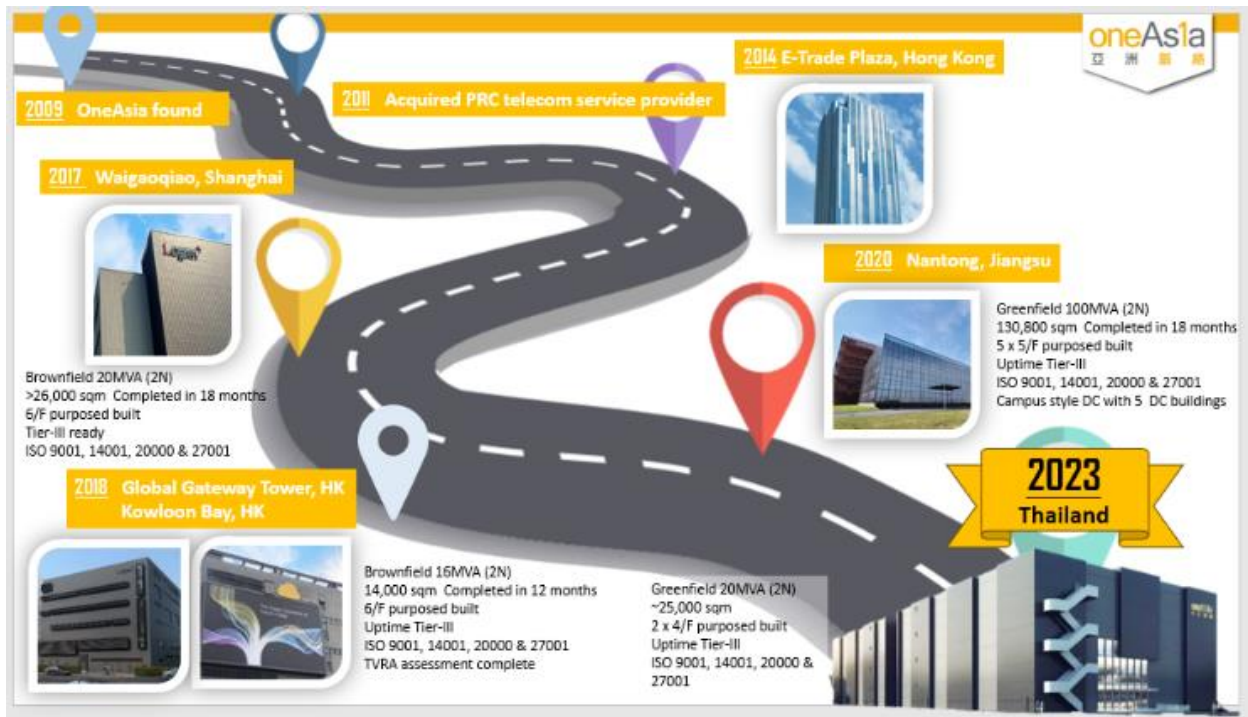 oneAs1a
亞洲脈絡
2009 OneAsia found
2011 Acquired PRC telecom service provider
2014 E-Trade Plaza, Hong Kong
2017 Waigaoqiao, Shanghai
Logan
Brownfield 20MVA (2N)
>26,000 sqm Completed in 18 months
6/F purposed built
Tier-III ready
ISO 9001, 14001, 20000 & 27001
2018 Global Gateway Tower, HK
Kowloon Bay, HK
Brownfield 16MVA (2N)
14,000 sqm Completed in 12 months
6/F purposed built
Uptime Tier-III
ISO 9001, 14001, 20000 & 27001
TVRA assessment complete
2020 Nantong, Jiangsu
Greenfield 100MVA (2N)
130,800 sqm Completed in 18 months
5 x 5/F purposed built
Uptime Tier-III
ISO 9001, 14001, 20000 & 27001
Campus style DC with 5 DC buildings
2023
Thailand
Greenfield 20MVA (2N)
~25,000 sqm
2 x 4/F purposed built
Uptime Tier-III
ISO 9001, 14001, 20000 &
27001
oneAs1a